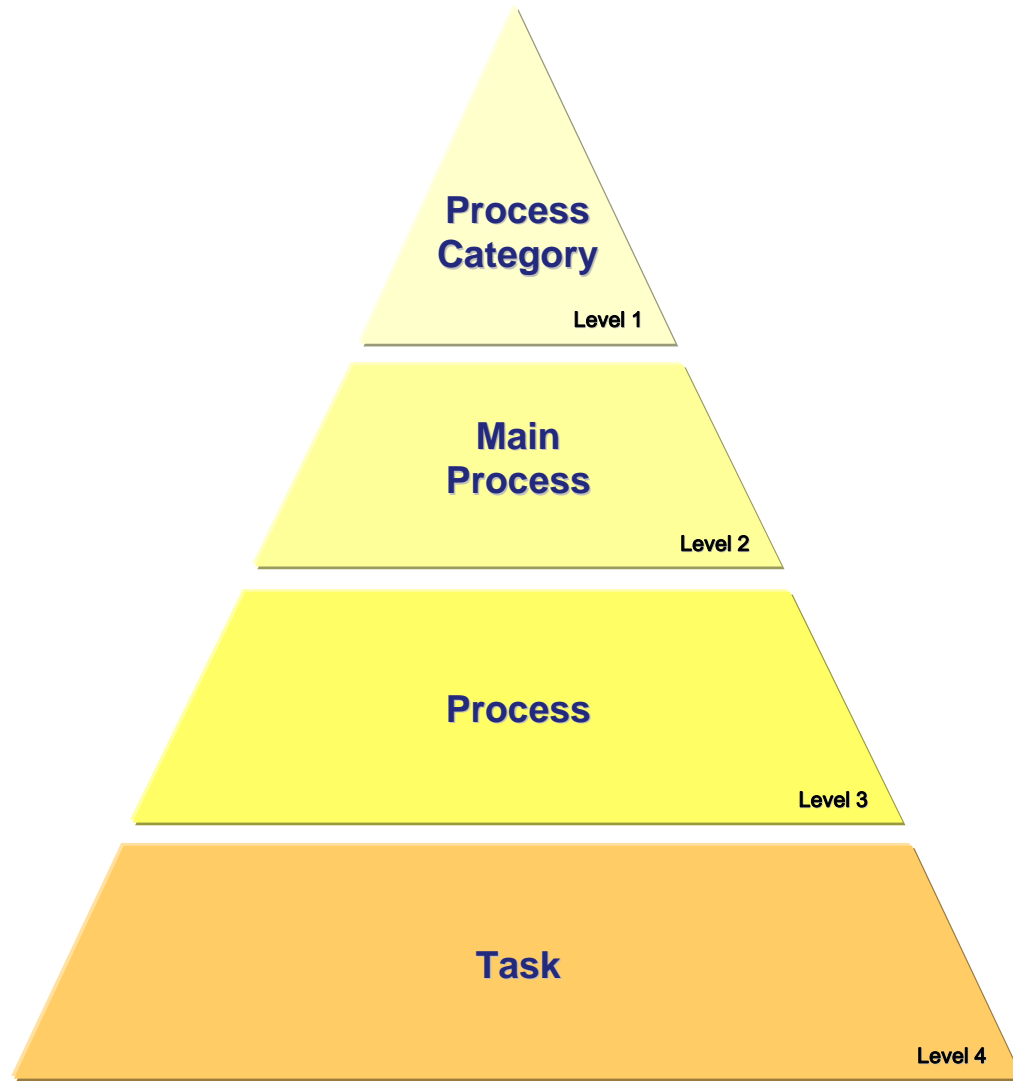 Process
Category
Level 1
Main
Process
Level 2
Process
Level 3
Task
Level 4